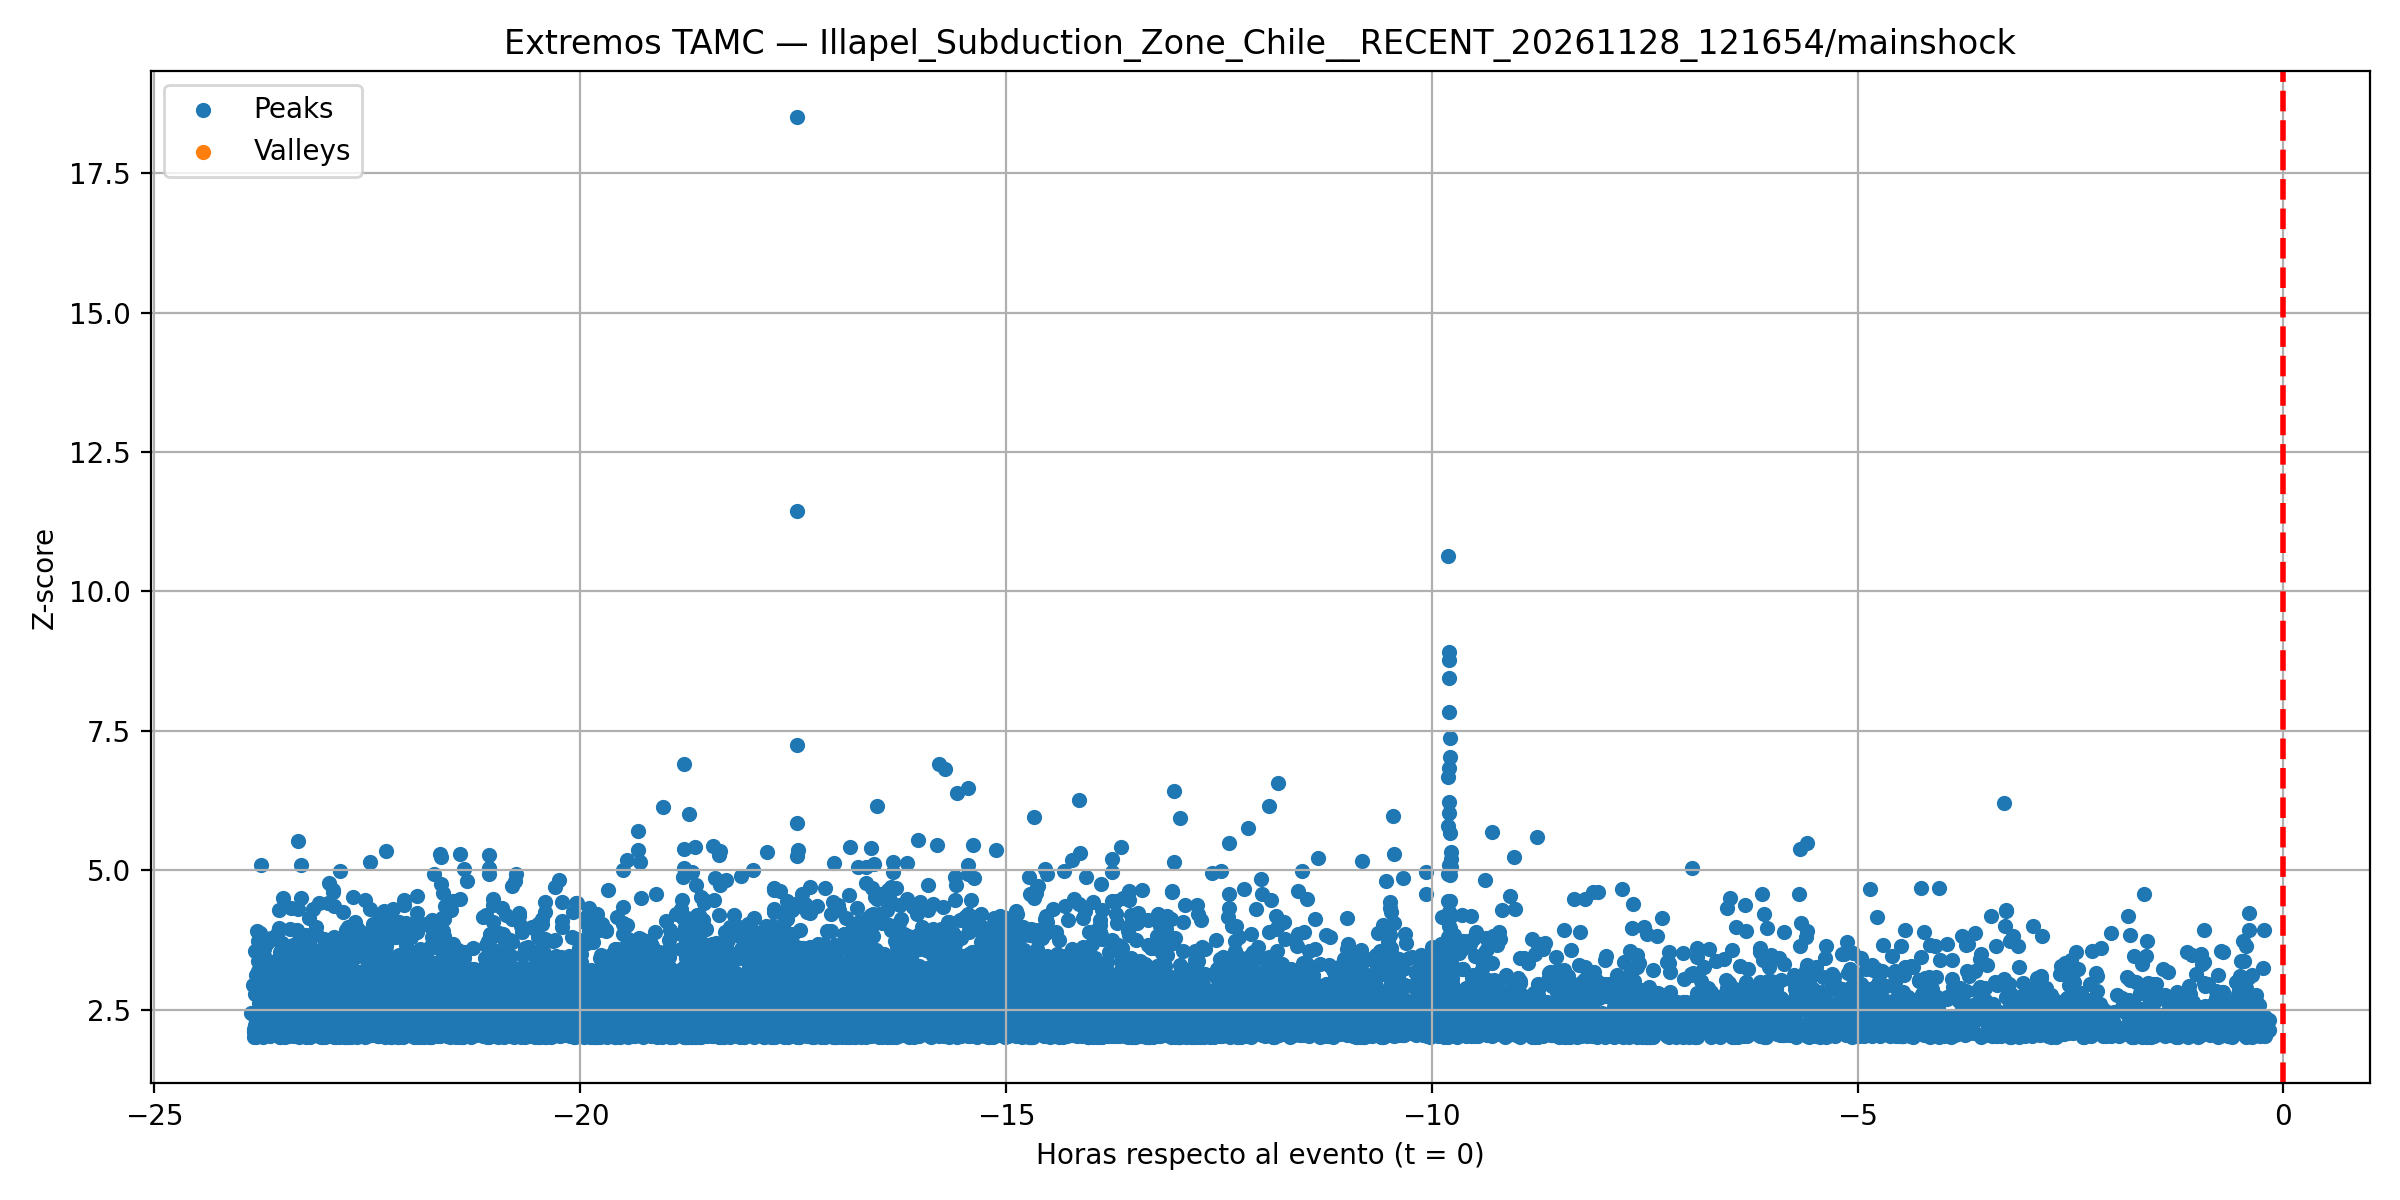 Extremos TAMC — Illapel_Subduction_Zone_Chile__RECENT_20261128_121654/mainshock
Peaks
Valleys
17.5
15.0
12.5
10.0
7.5
5.0
2.5
Z-score
−25
−20
−15
−10
−5
0
Horas respecto al evento (t = 0)